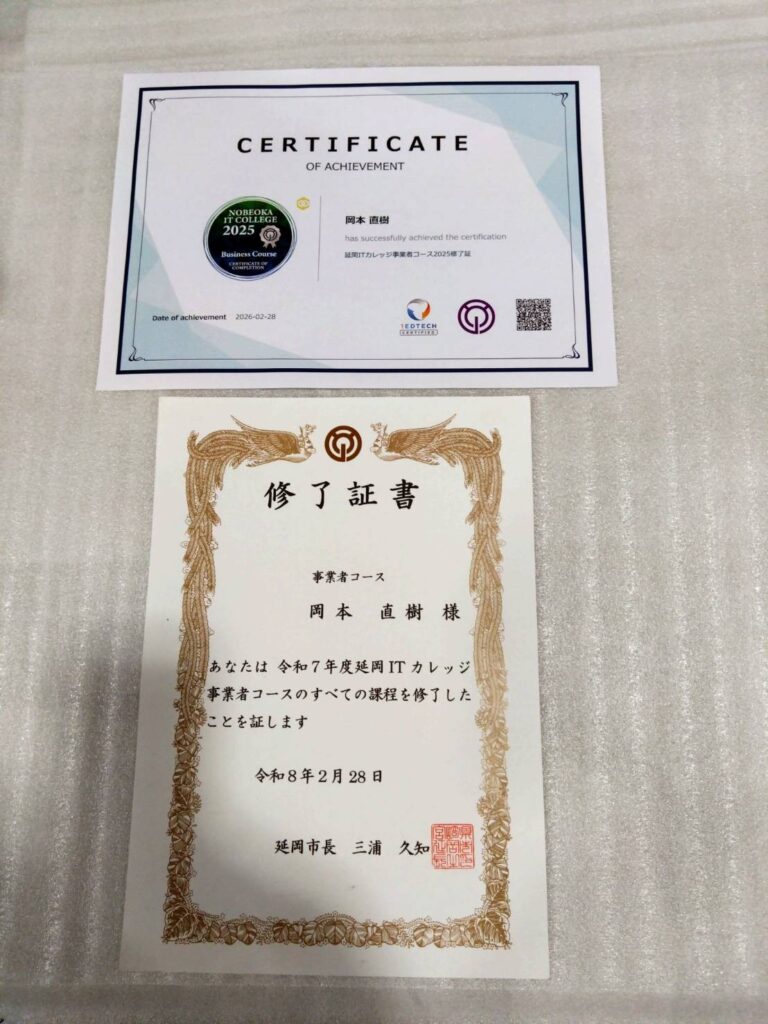 CERTIFICATE
OF ACHIEVEMENT
NOBEOKA
IT COLLEGE
2025
Business Course
CERTIFICATE OF
COMPLETION
岡本 直樹
has successfully achieved the certification
延岡ITカレッジ事業者コース2025修了証
Date of achievement 2026-02-28
1EDTECH
CERTIFIED
修了証書
事業者コース
岡本 直樹 様
あなたは 令和7年度延岡ITカレッジ
事業者コースのすべての課程を修了した
ことを証します
令和8年2月28日
延岡市長 三浦 久知